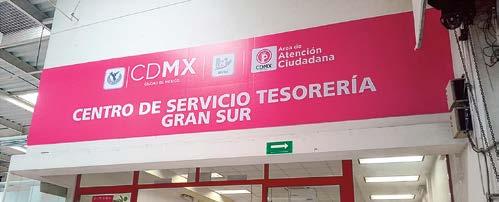 CDMX
CIUDAD DE MÉXICO
Área de
Atención
Ciudadana
CDMX
CENTRO DE SERVICIO TESORERÍA
GRAN SUR